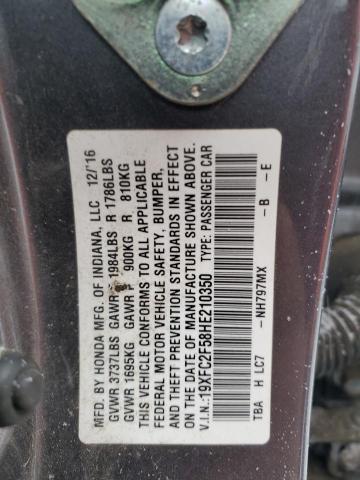 MFD. BY HONDA MFG. OF INDIANA, LLC 12/'16
GVWR 3737LBS GAWR F 1984LBS R 1786LBS
GVWR 1695KG GAWR F 900KG R 810KG
THIS VEHICLE CONFORMS TO ALL APPLICABLE
FEDERAL MOTOR VEHICLE SAFETY, BUMPER,
AND THEFT PREVENTION STANDARDS IN EFFECT
ON THE DATE OF MANUFACTURE SHOWN ABOVE.
V.I.N.:19XFC2F58HE210350 TYPE: PASSENGER CAR
-NH797MX -B -E
TBA H LC7